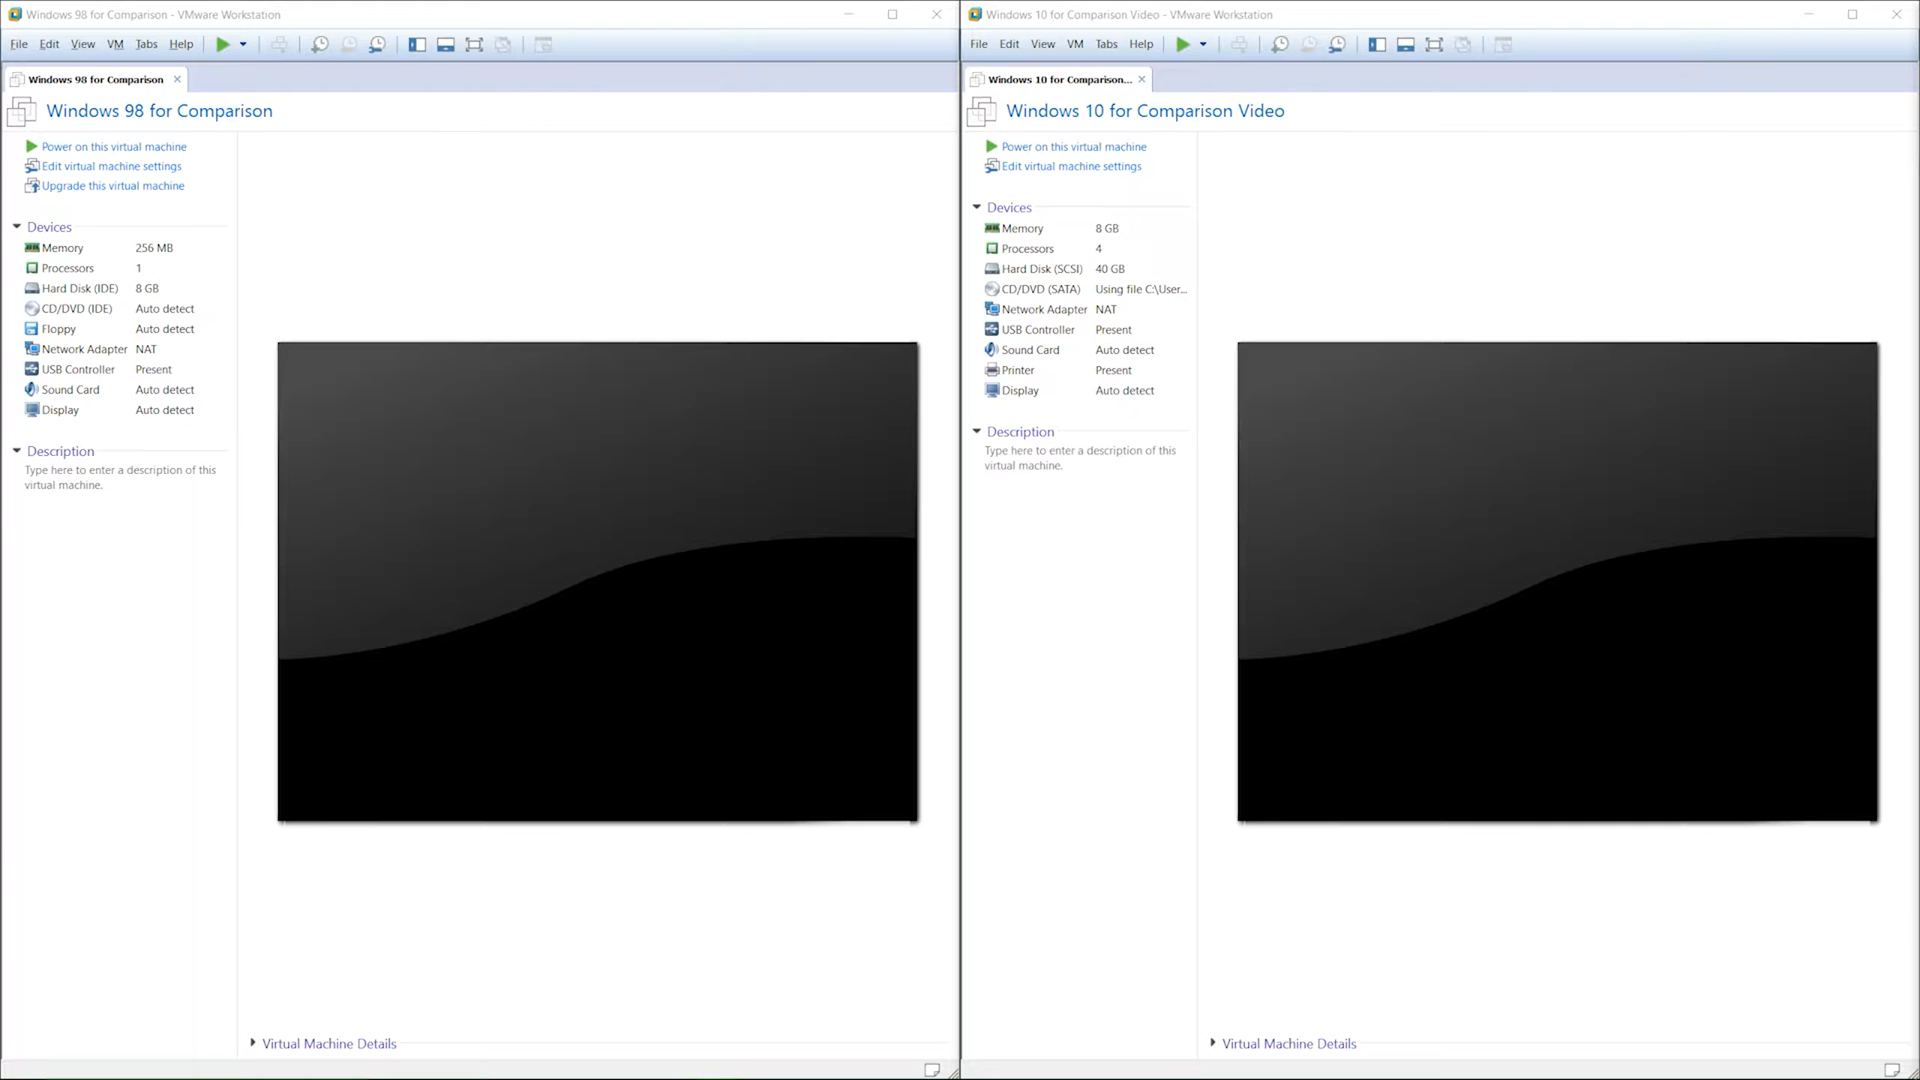 Windows 98 for Comparison - VMware Workstation
File Edit View VM Tabs Help
Windows 98 for Comparison
Windows 98 for Comparison
Power on this virtual machine
Edit virtual machine settings
Upgrade this virtual machine
Devices
Memory 256 MB
Processors 1
Hard Disk (IDE) 8 GB
CD/DVD (IDE) Auto detect
Floppy Auto detect
Network Adapter NAT
USB Controller Present
Sound Card Auto detect
Display Auto detect
Description
Type here to enter a description of this
virtual machine.
Virtual Machine Details
Windows 10 for Comparison Video - VMware Workstation
File Edit View VM Tabs Help
Windows 10 for Comparison...
Windows 10 for Comparison Video
Power on this virtual machine
Edit virtual machine settings
Devices
Memory 8 GB
Processors 4
Hard Disk (SCSI) 40 GB
CD/DVD (SATA) Using file C:\User...
Network Adapter NAT
USB Controller Present
Sound Card Auto detect
Printer Present
Display Auto detect
Description
Type here to enter a description of this
virtual machine.
Virtual Machine Details